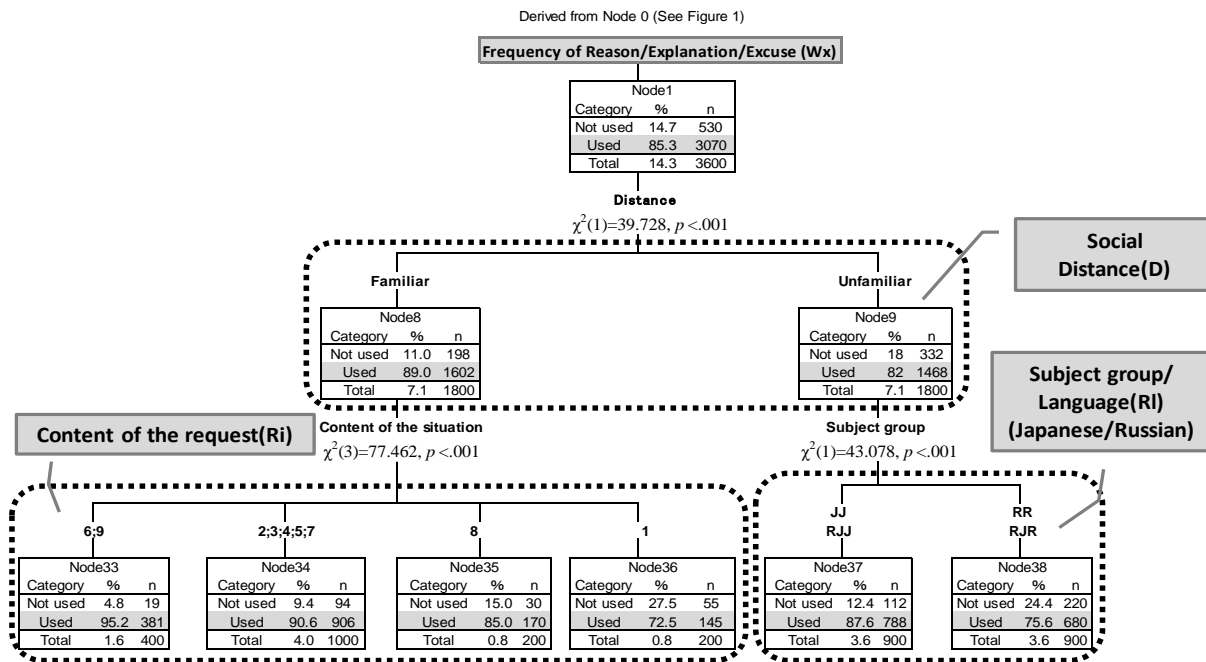 Derived from Node 0 (See Figure 1)
Frequency of Reason/Explanation/Excuse (Wx)
Node1
Category % n
Not used 14.7 530
Used 85.3 3070
Total 14.3 3600
Distance
χ²(1)=39.728, p <.001
Social
Distance(D)
Familiar
Unfamiliar
Node8
Category % n
Not used 11.0 198
Used 89.0 1602
Total 7.1 1800
Node9
Category % n
Not used 18 332
Used 82 1468
Total 7.1 1800
Subject group/
Language(Rl)
(Japanese/Russian)
Content of the request(Ri)
Content of the situation
χ²(3)=77.462, p <.001
Subject group
χ²(1)=43.078, p <.001
6;9
2;3;4;5;7
8
1
JJ
RJJ
RR
RJR
Node33
Category % n
Not used 4.8 19
Used 95.2 381
Total 1.6 400
Node34
Category % n
Not used 9.4 94
Used 90.6 906
Total 4.0 1000
Node35
Category % n
Not used 15.0 30
Used 85.0 170
Total 0.8 200
Node36
Category % n
Not used 27.5 55
Used 72.5 145
Total 0.8 200
Node37
Category % n
Not used 12.4 112
Used 87.6 788
Total 3.6 900
Node38
Category % n
Not used 24.4 220
Used 75.6 680
Total 3.6 900